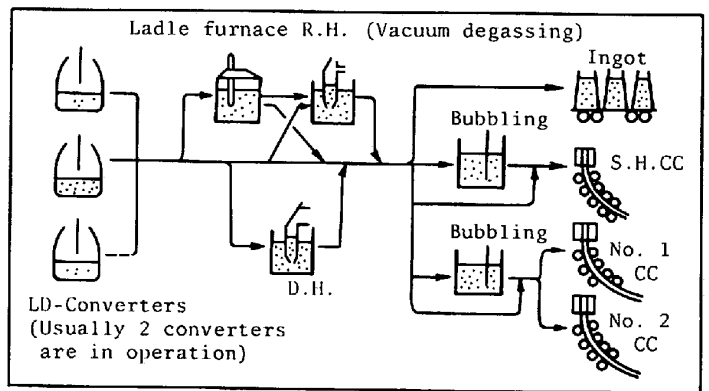 Ladle furnace R.H. (Vacuum degassing)
Ingot
Bubbling
S.H.CC
Bubbling
No. 1
CC
D.H.
LD-Converters
(Usually 2 converters
are in operation)
No. 2
CC